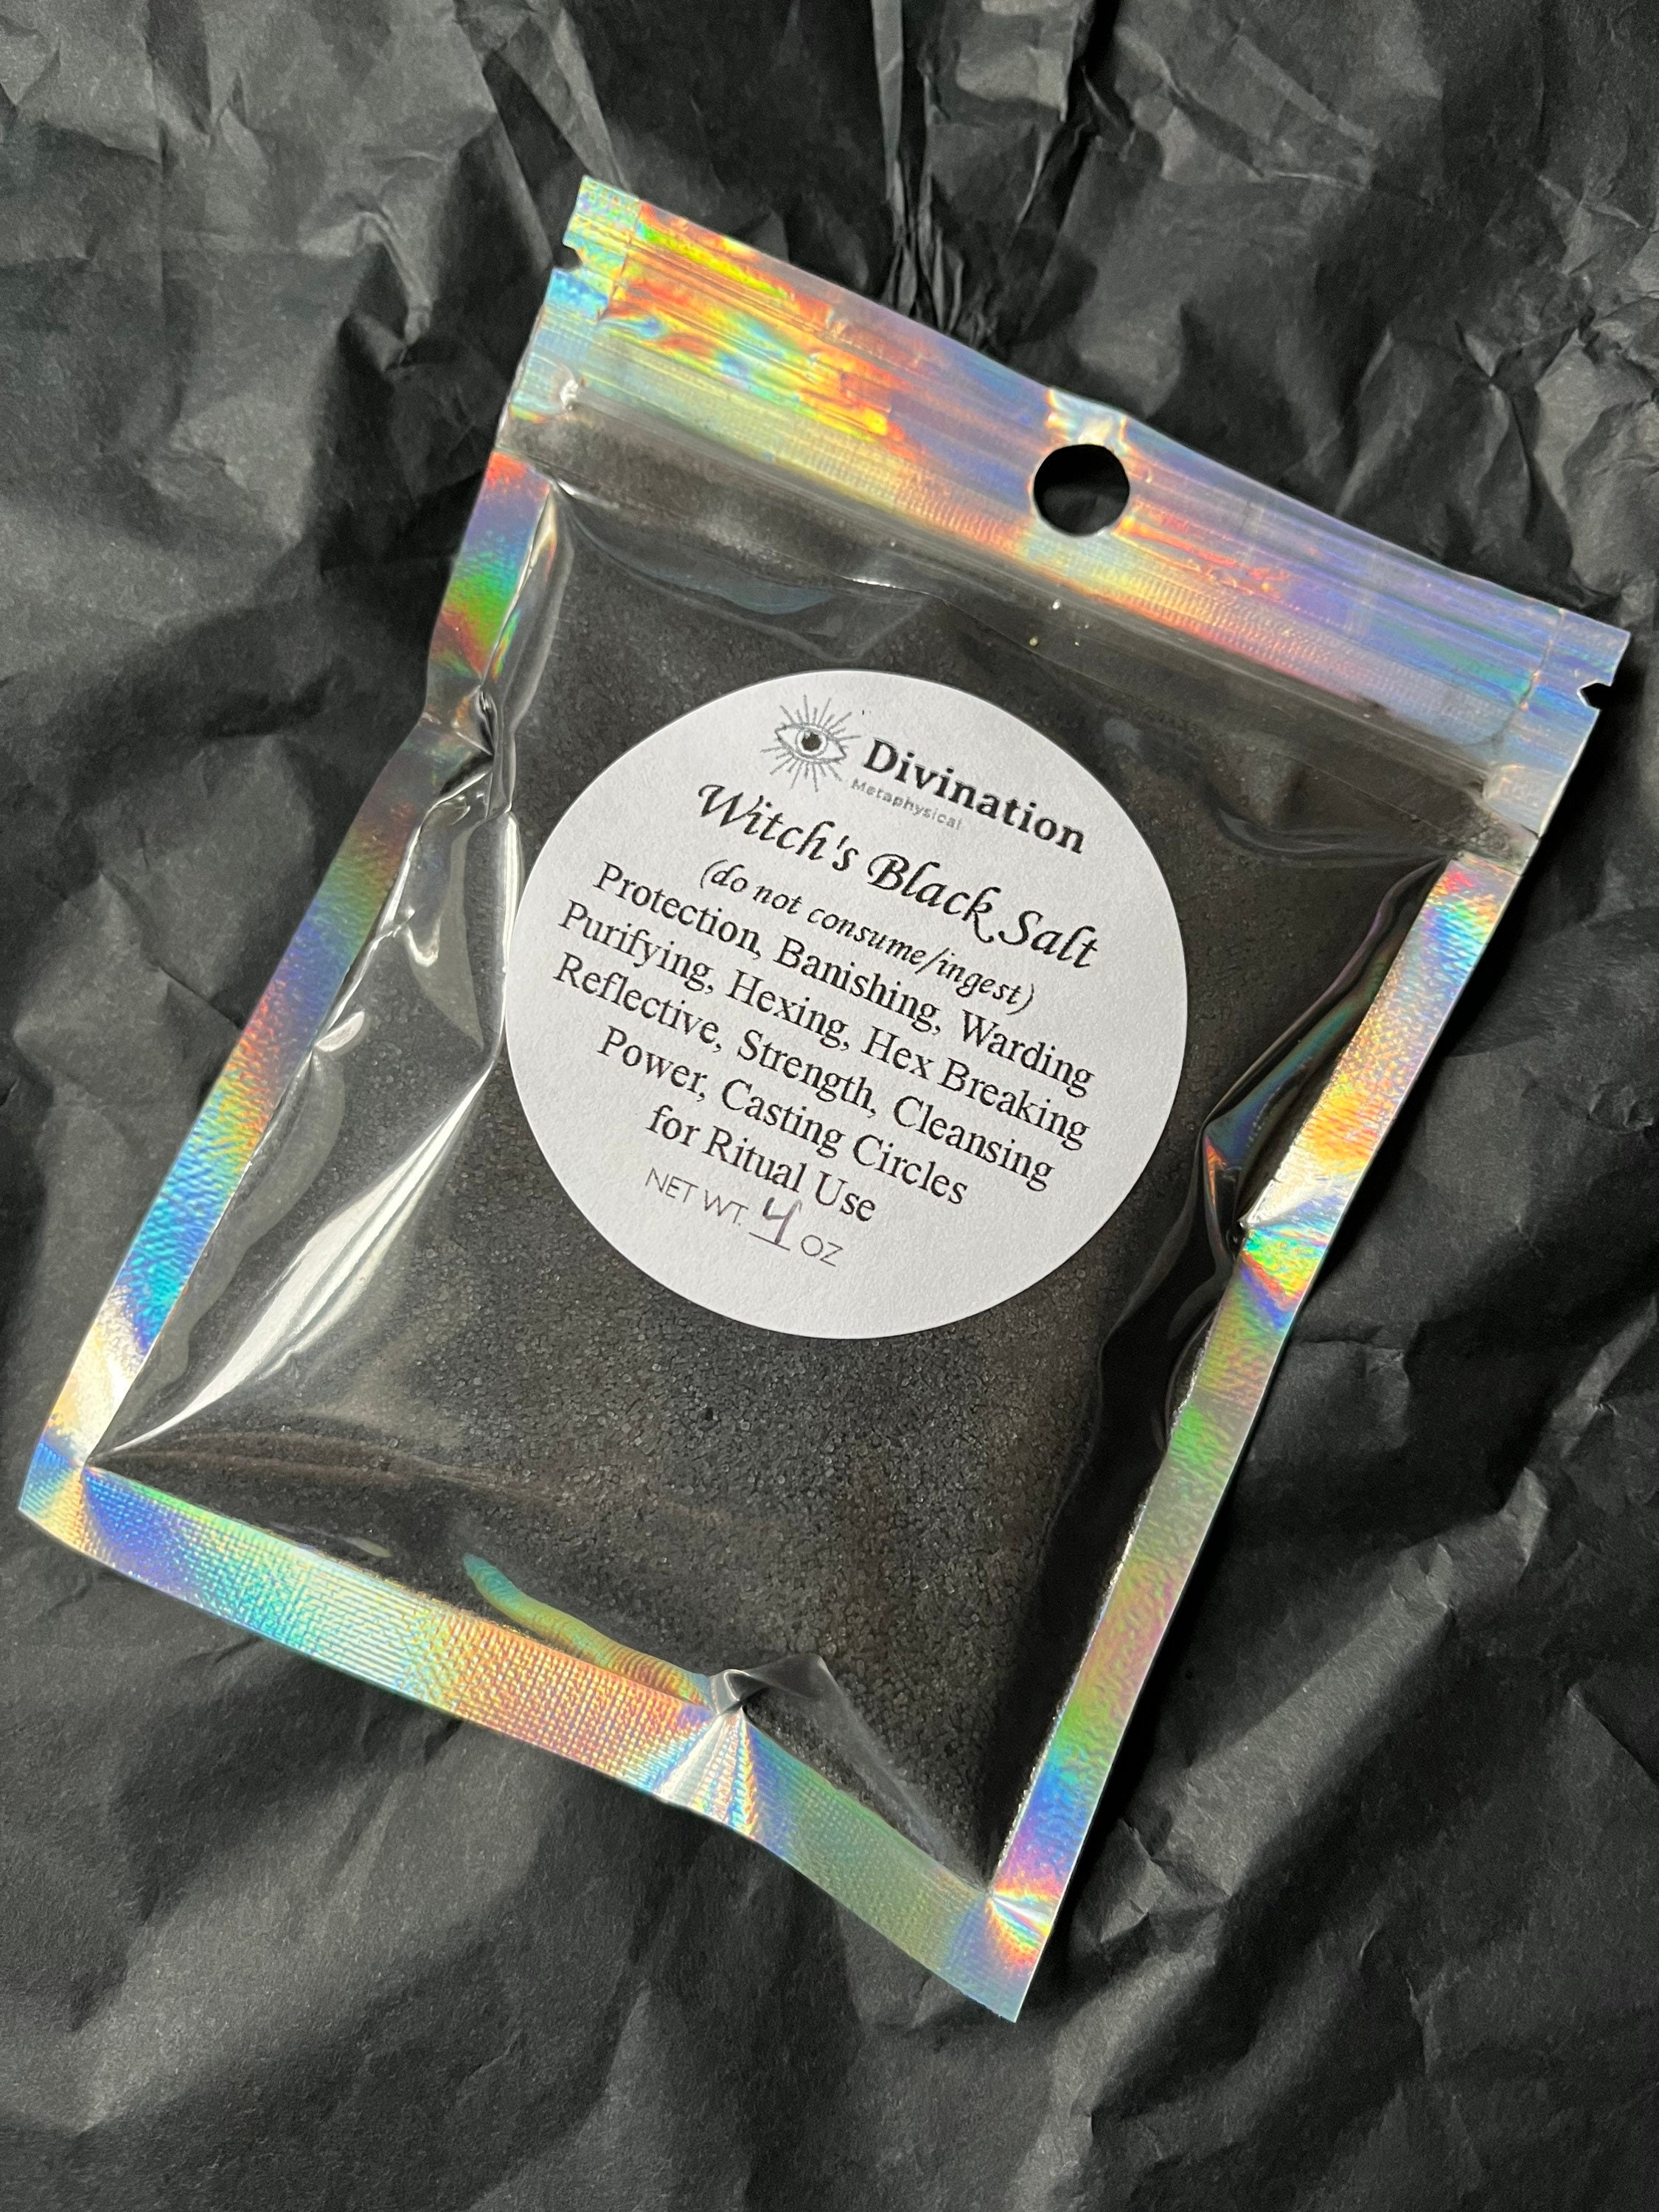 Divination
Metaphysical
Witch's Black Salt
(do not consume/ingest)
Protection, Banishing, Warding
Purifying, Hexing, Hex Breaking
Reflective, Strength, Cleansing
Power, Casting Circles
for Ritual Use
NET WT. 4 OZ